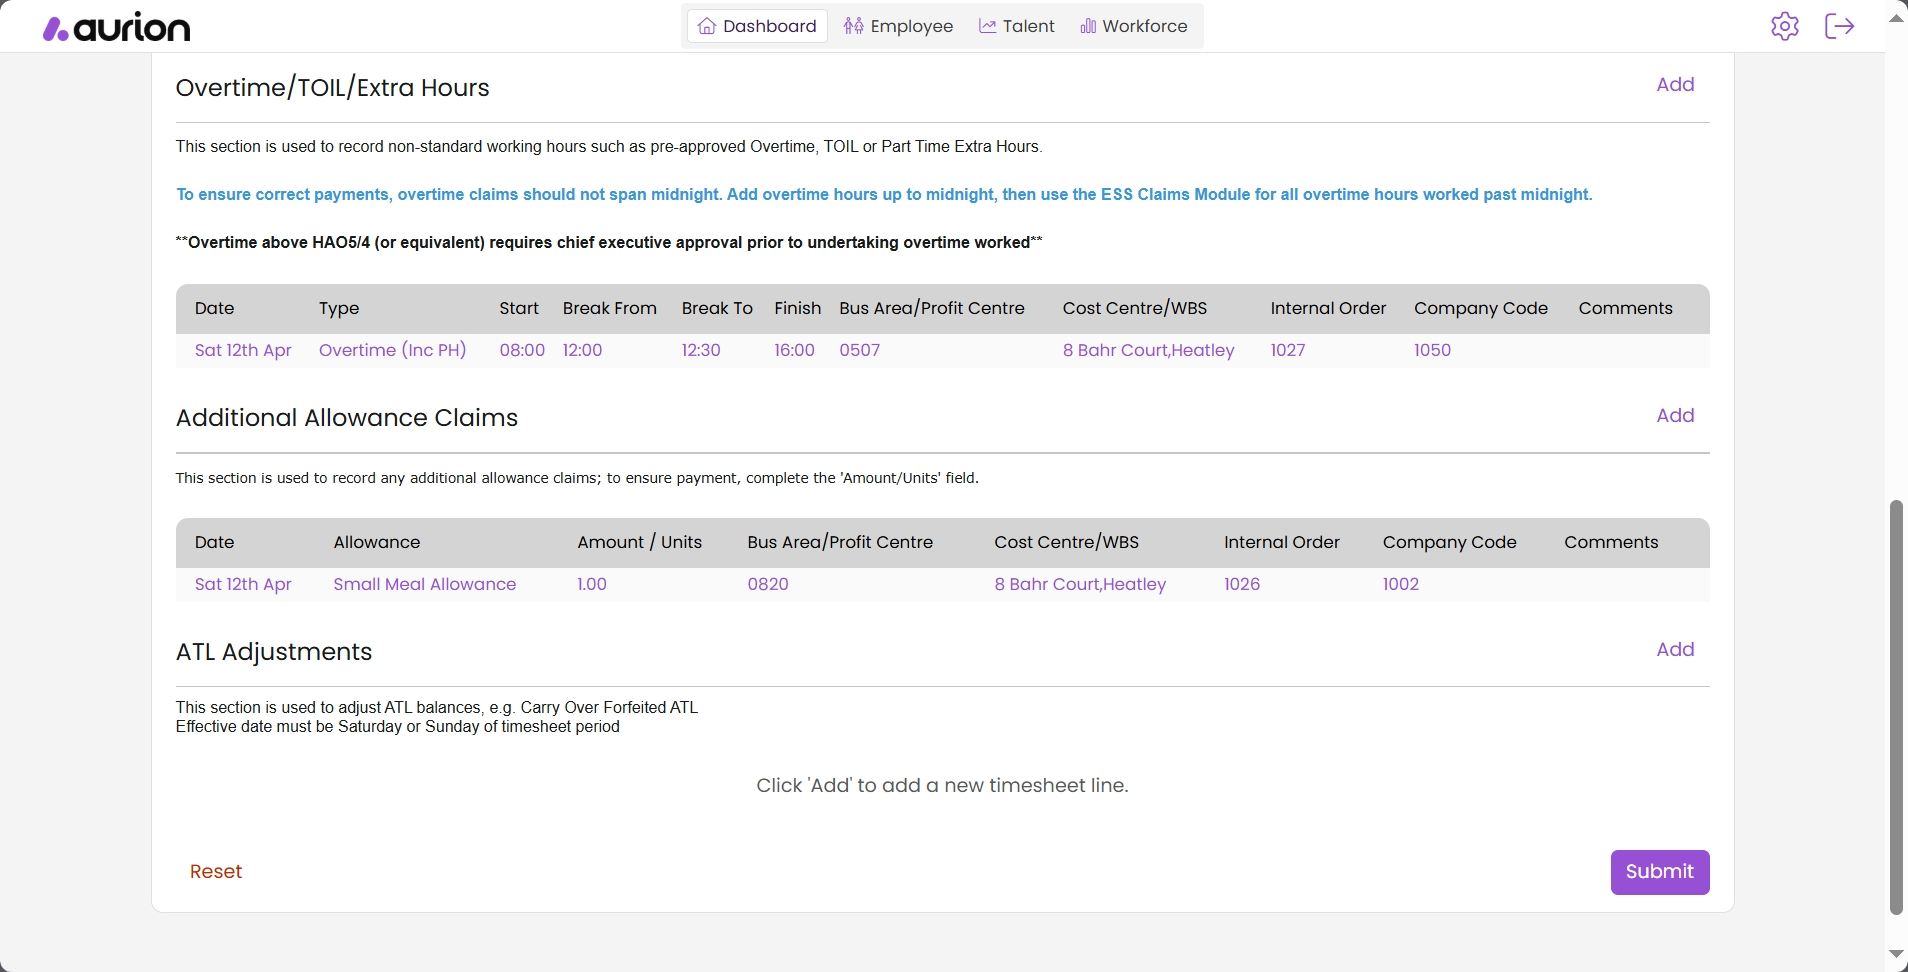 aurion
Dashboard Employee Talent Workforce
Overtime/TOIL/Extra Hours Add
This section is used to record non-standard working hours such as pre-approved Overtime, TOIL or Part Time Extra Hours.
To ensure correct payments, overtime claims should not span midnight. Add overtime hours up to midnight, then use the ESS Claims Module for all overtime hours worked past midnight.
**Overtime above HAO5/4 (or equivalent) requires chief executive approval prior to undertaking overtime worked**
Date Type Start Break From Break To Finish Bus Area/Profit Centre Cost Centre/WBS Internal Order Company Code Comments
Sat 12th Apr Overtime (Inc PH) 08:00 12:00 12:30 16:00 0507 8 Bahr Court,Heatley 1027 1050
Additional Allowance Claims Add
This section is used to record any additional allowance claims; to ensure payment, complete the 'Amount/Units' field.
Date Allowance Amount / Units Bus Area/Profit Centre Cost Centre/WBS Internal Order Company Code Comments
Sat 12th Apr Small Meal Allowance 1.00 0820 8 Bahr Court,Heatley 1026 1002
ATL Adjustments Add
This section is used to adjust ATL balances, e.g. Carry Over Forfeited ATL
Effective date must be Saturday or Sunday of timesheet period
Click 'Add' to add a new timesheet line.
Reset Submit